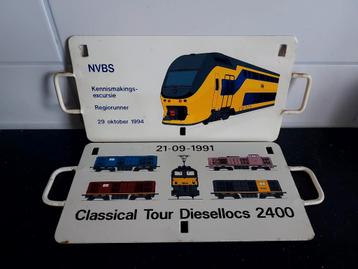 NVBS
Kennismakings-
excursie
Regiorunner
29 oktober 1994
21-09-1991
Classical Tour Diesellocs 2400